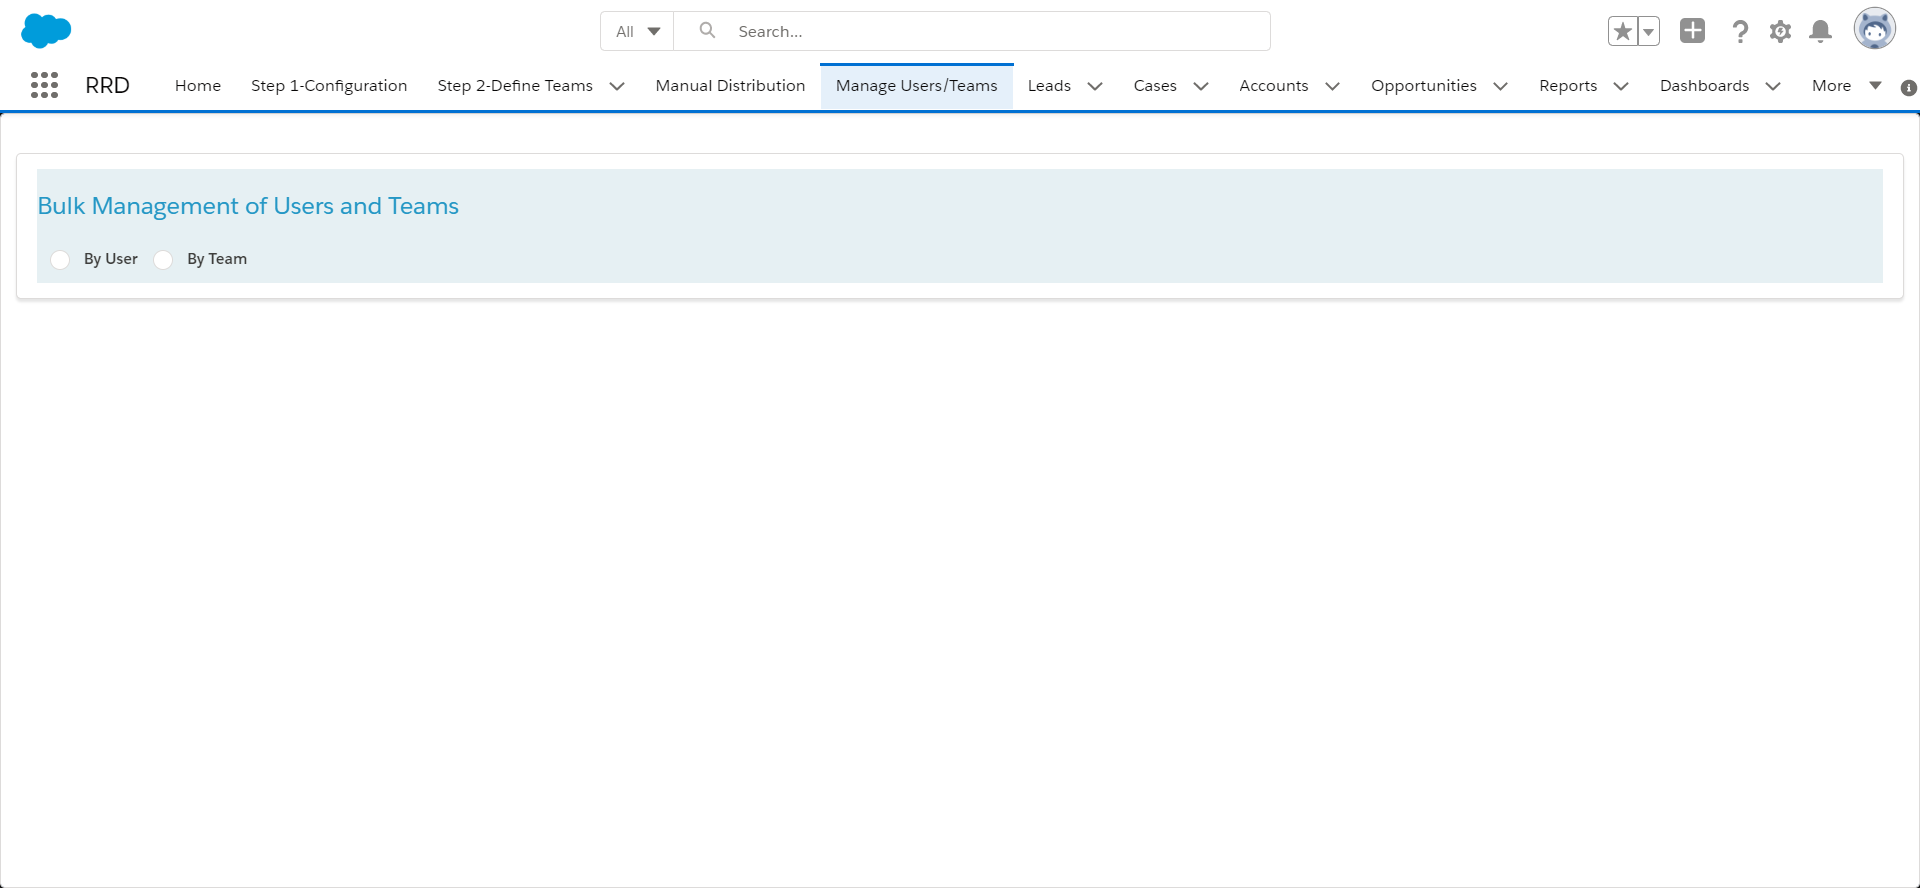 All
Search...
RRD
Home
Step 1-Configuration
Step 2-Define Teams
Manual Distribution
Manage Users/Teams
Leads
Cases
Accounts
Opportunities
Reports
Dashboards
More
Bulk Management of Users and Teams
By User
By Team